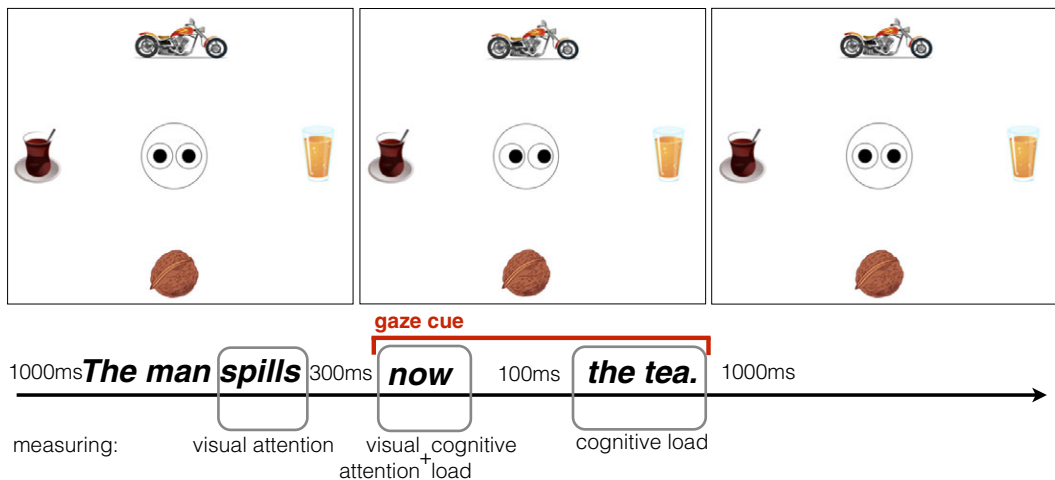 gaze cue
1000ms The man spills 300ms now 100ms the tea. 1000ms
measuring: visual attention visual cognitive cognitive load
attention + load